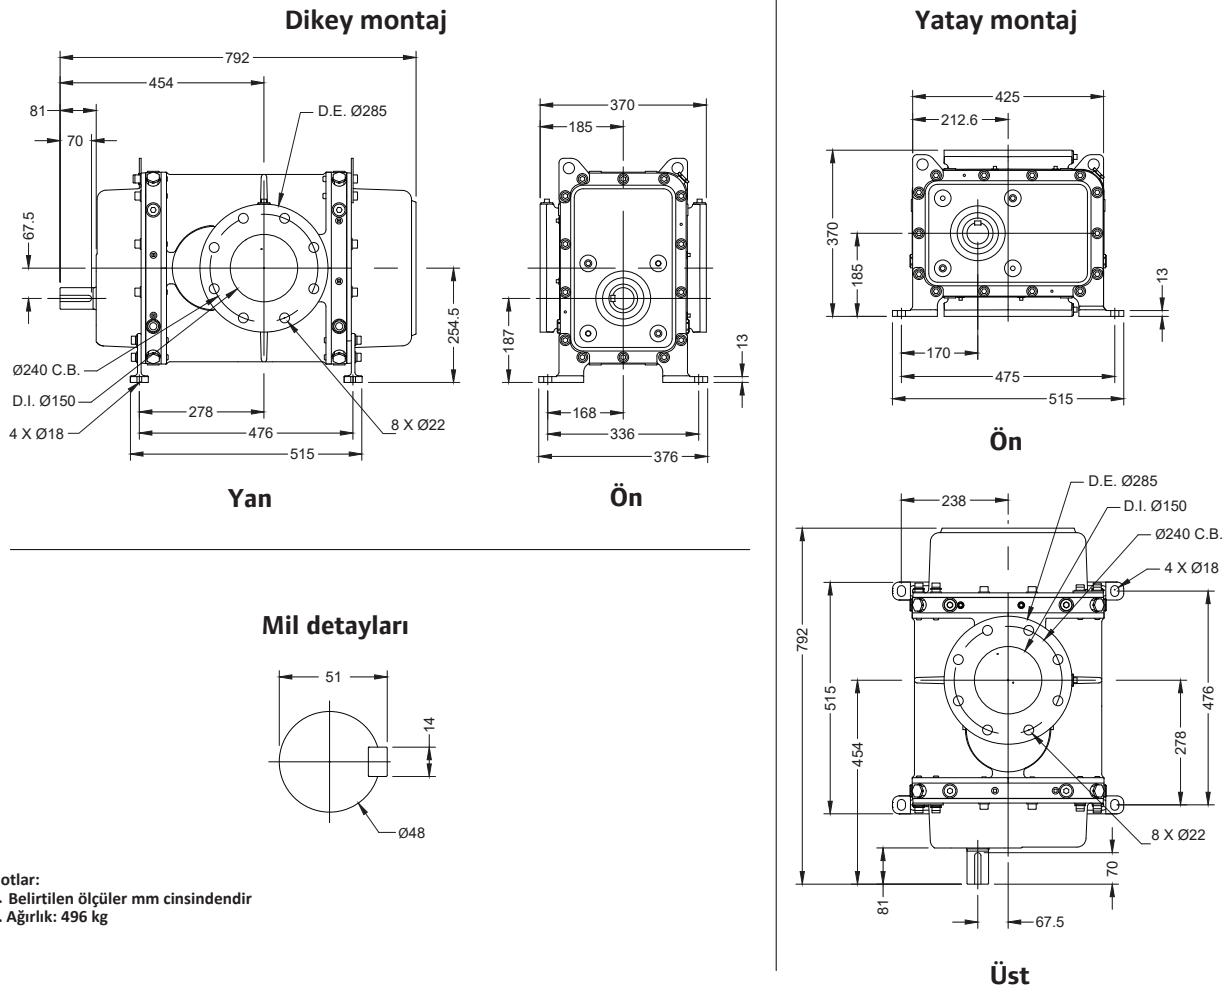 Dikey montaj
792
454
81
70
D.E. Ø285
67.5
254.5
Ø240 C.B.
D.I. Ø150
4 X Ø18
278
476
515
8 X Ø22
Yan
370
185
187
13
168
336
376
Ön
Yatay montaj
425
212.6
370
185
13
170
475
515
Ön
238
D.E. Ø285
D.I. Ø150
Ø240 C.B.
4 X Ø18
792
515
454
476
278
8 X Ø22
81
70
67.5
Üst
Mil detayları
51
14
Ø48
otlar:
. Belirtilen ölçüler mm cinsindendir
. Ağırlık: 496 kg